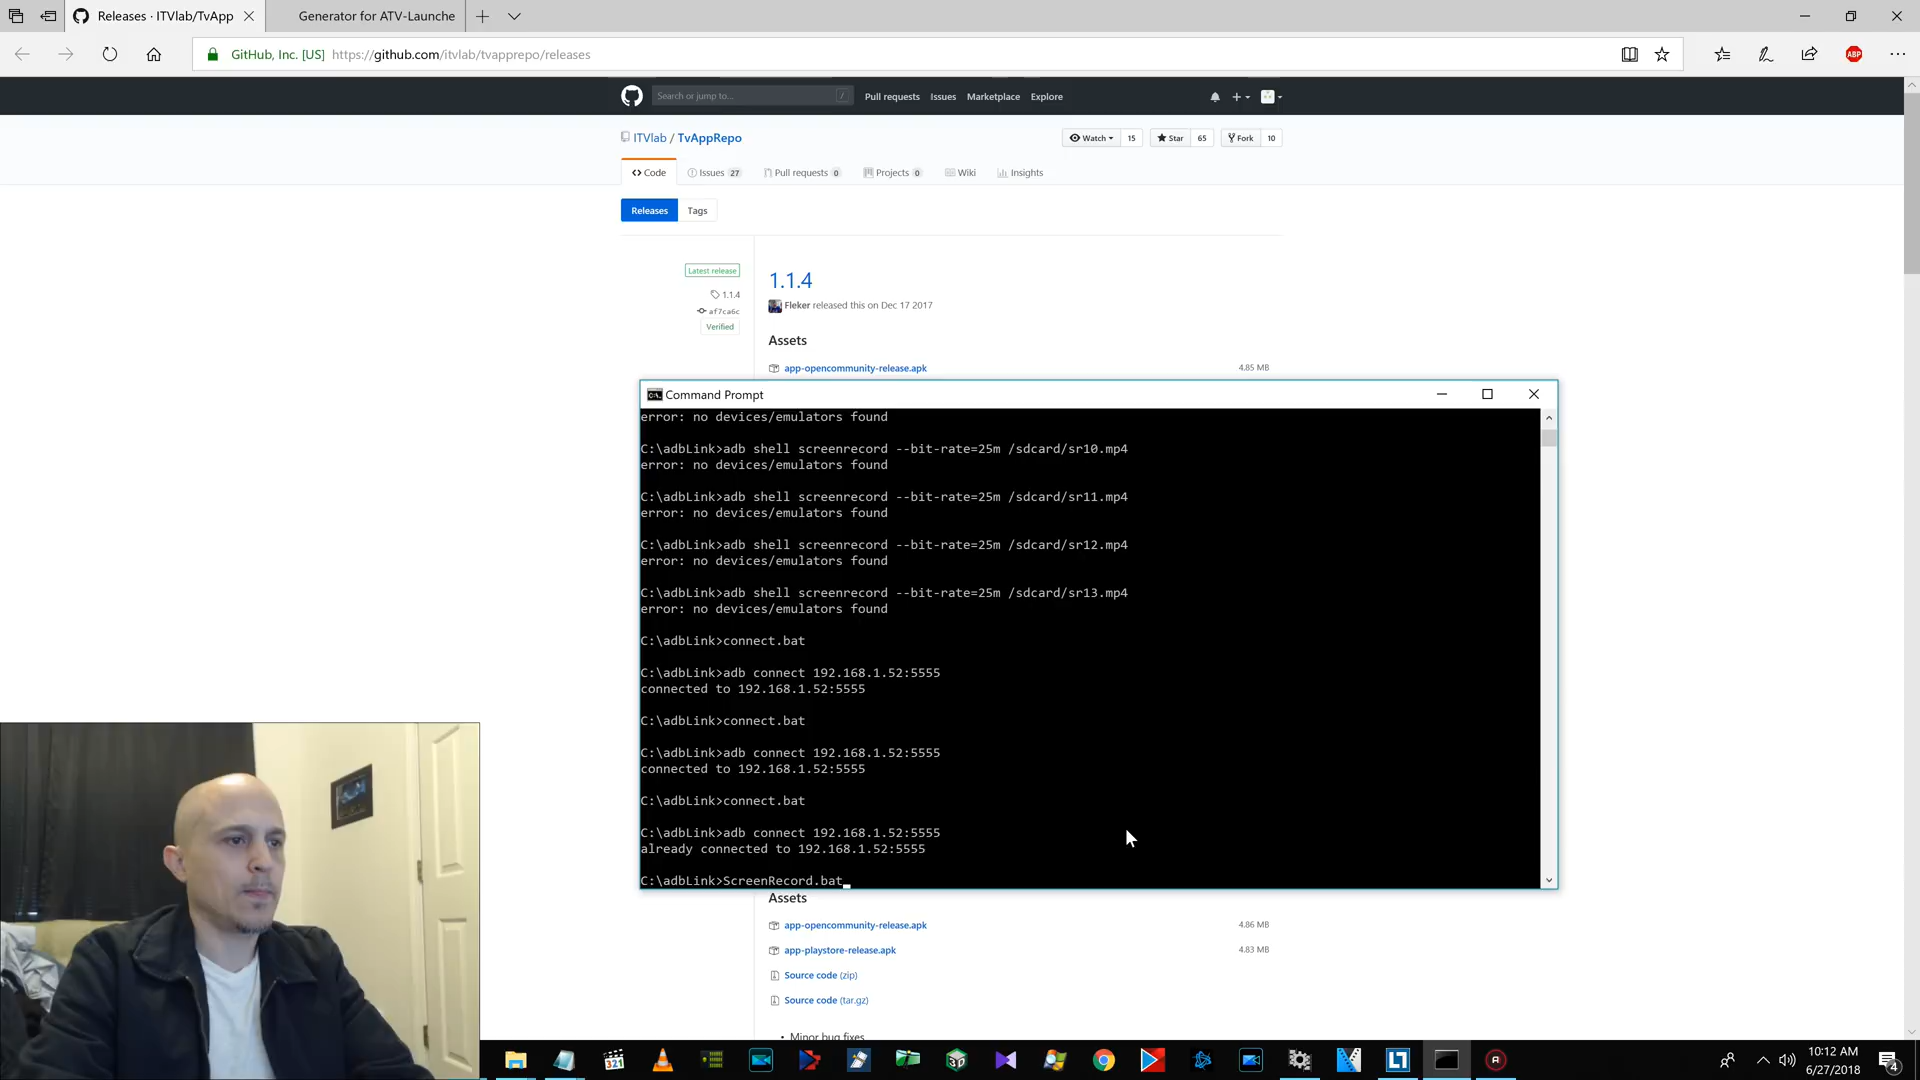 Releases · ITVlab/TvApp
Generator for ATV-Launche
GitHub, Inc. [US] https://github.com/itvlab/tvapprepo/releases
ABP
Search or jump to... /
Pull requests Issues Marketplace Explore
ITVlab / TvAppRepo
Watch 15 Star 65 Fork 10
Code Issues 27 Pull requests 0 Projects 0 Wiki Insights
Releases Tags
Latest release
1.1.4
af7ca6c
Verified
1.1.4
Fleker released this on Dec 17 2017
Assets
app-opencommunity-release.apk 4.85 MB
Command Prompt
error: no devices/emulators found
C:\adbLink>adb shell screenrecord --bit-rate=25m /sdcard/sr10.mp4
error: no devices/emulators found
C:\adbLink>adb shell screenrecord --bit-rate=25m /sdcard/sr11.mp4
error: no devices/emulators found
C:\adbLink>adb shell screenrecord --bit-rate=25m /sdcard/sr12.mp4
error: no devices/emulators found
C:\adbLink>adb shell screenrecord --bit-rate=25m /sdcard/sr13.mp4
error: no devices/emulators found
C:\adbLink>connect.bat
C:\adbLink>adb connect 192.168.1.52:5555
connected to 192.168.1.52:5555
C:\adbLink>connect.bat
C:\adbLink>adb connect 192.168.1.52:5555
connected to 192.168.1.52:5555
C:\adbLink>connect.bat
C:\adbLink>adb connect 192.168.1.52:5555
already connected to 192.168.1.52:5555
C:\adbLink>ScreenRecord.bat
Assets
app-opencommunity-release.apk 4.86 MB
app-playstore-release.apk 4.83 MB
Source code (zip)
Source code (tar.gz)
• Minor bug fixes
321
10:12 AM
6/27/2018
4